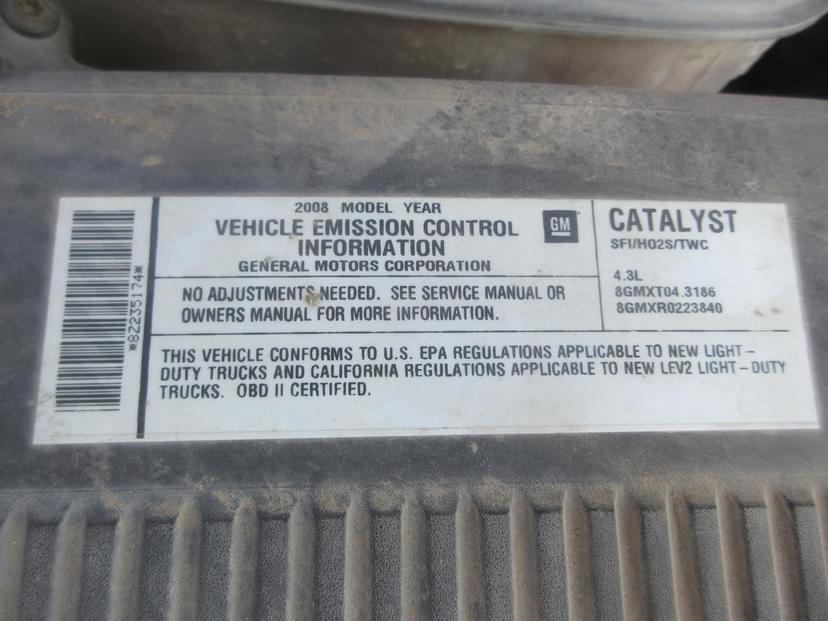 *8Z235174*
2008 MODEL YEAR
VEHICLE EMISSION CONTROL
INFORMATION
GENERAL MOTORS CORPORATION
GM
NO ADJUSTMENTS NEEDED. SEE SERVICE MANUAL OR
OWNERS MANUAL FOR MORE INFORMATION.
CATALYST
SFI/HO2S/TWC
4.3L
8GMXT04.3186
8GMXR0223840
THIS VEHICLE CONFORMS TO U.S. EPA REGULATIONS APPLICABLE TO NEW LIGHT-
DUTY TRUCKS AND CALIFORNIA REGULATIONS APPLICABLE TO NEW LEV2 LIGHT-DUTY
TRUCKS. OBD II CERTIFIED.